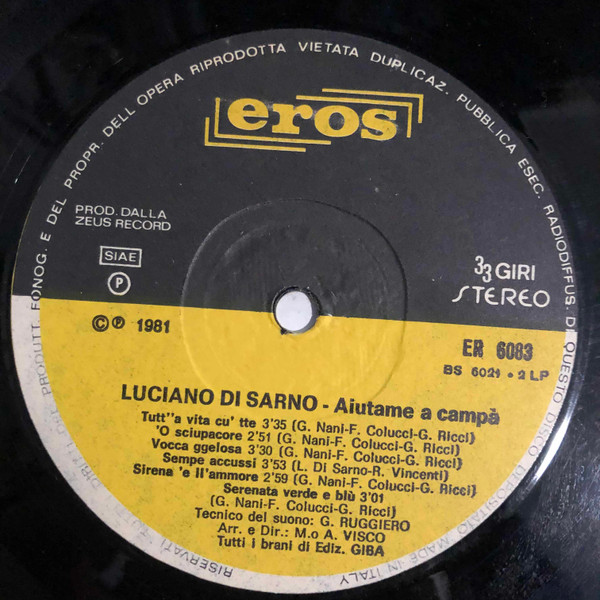 RISERVATI TUTTI I DIRITTI DEL PRODUTT. FONOG. E DEL PROPR. DELL OPERA RIPRODOTTA VIETATA DUPLICAZ. PUBBLICA ESEC. RADIODIFFUS. DI QUESTO DISCO DEPOSITATO MADE IN ITALY
eros
PROD. DALLA
ZEUS RECORD
SIAE
P
33 GIRI
STEREO
© ℗ 1981
ER 6083
BS 6021 • 2 LP
LUCIANO DI SARNO - Aiutame a campà
Tutt''a vita cu' tte 3'35 (G. Nani-F. Colucci-G. Ricci)
'O sciupacore 2'51 (G. Nani-F. Colucci-G. Ricci)
Vocca ggelosa 3'30 (G. Nani-F. Colucci-G. Ricci)
Sempe accussi 3'53 (L. Di Sarno-R. Vincenti)
Sirena 'e ll'ammore 2'59 (G. Nani-F. Colucci-G. Ricci)
Serenata verde e blù 3'01
(G. Nani-F. Colucci-G. Ricci)
Tecnico del suono: G. RUGGIERO
Arr. e Dir.: M.o A. VISCO
Tutti i brani di Ediz. GIBA